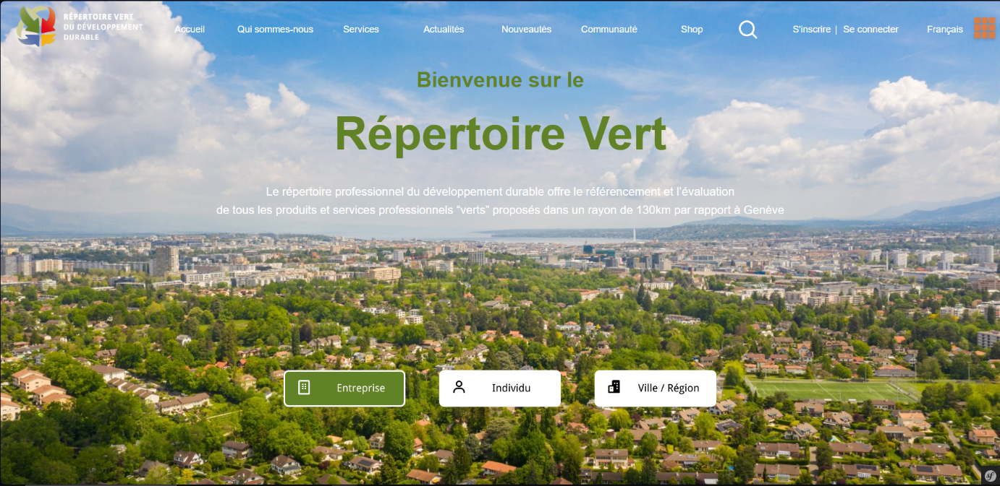 RÉPERTOIRE VERT
DU DÉVELOPPEMENT
DURABLE
Accueil
Qui sommes-nous
Services
Actualités
Nouveautés
Communauté
Shop
S'inscrire | Se connecter
Français
Bienvenue sur le
Répertoire Vert
Le répertoire professionnel du développement durable offre le référencement et l’évaluation
de tous les produits et services professionnels “verts” proposés dans un rayon de 130km par rapport à Genève
Entreprise
Individu
Ville / Région
sf